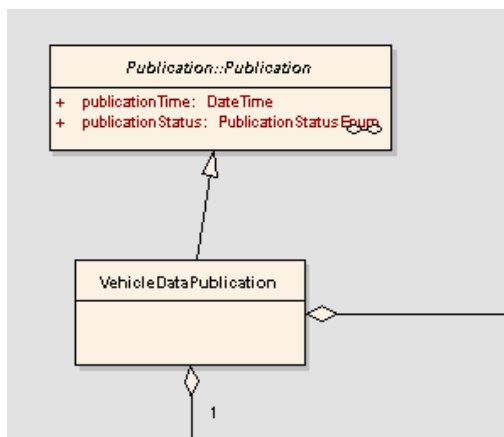 Publication::Publication
+ publicationTime: DateTime
+ publicationStatus: PublicationStatusEnum
VehicleDataPublication
1